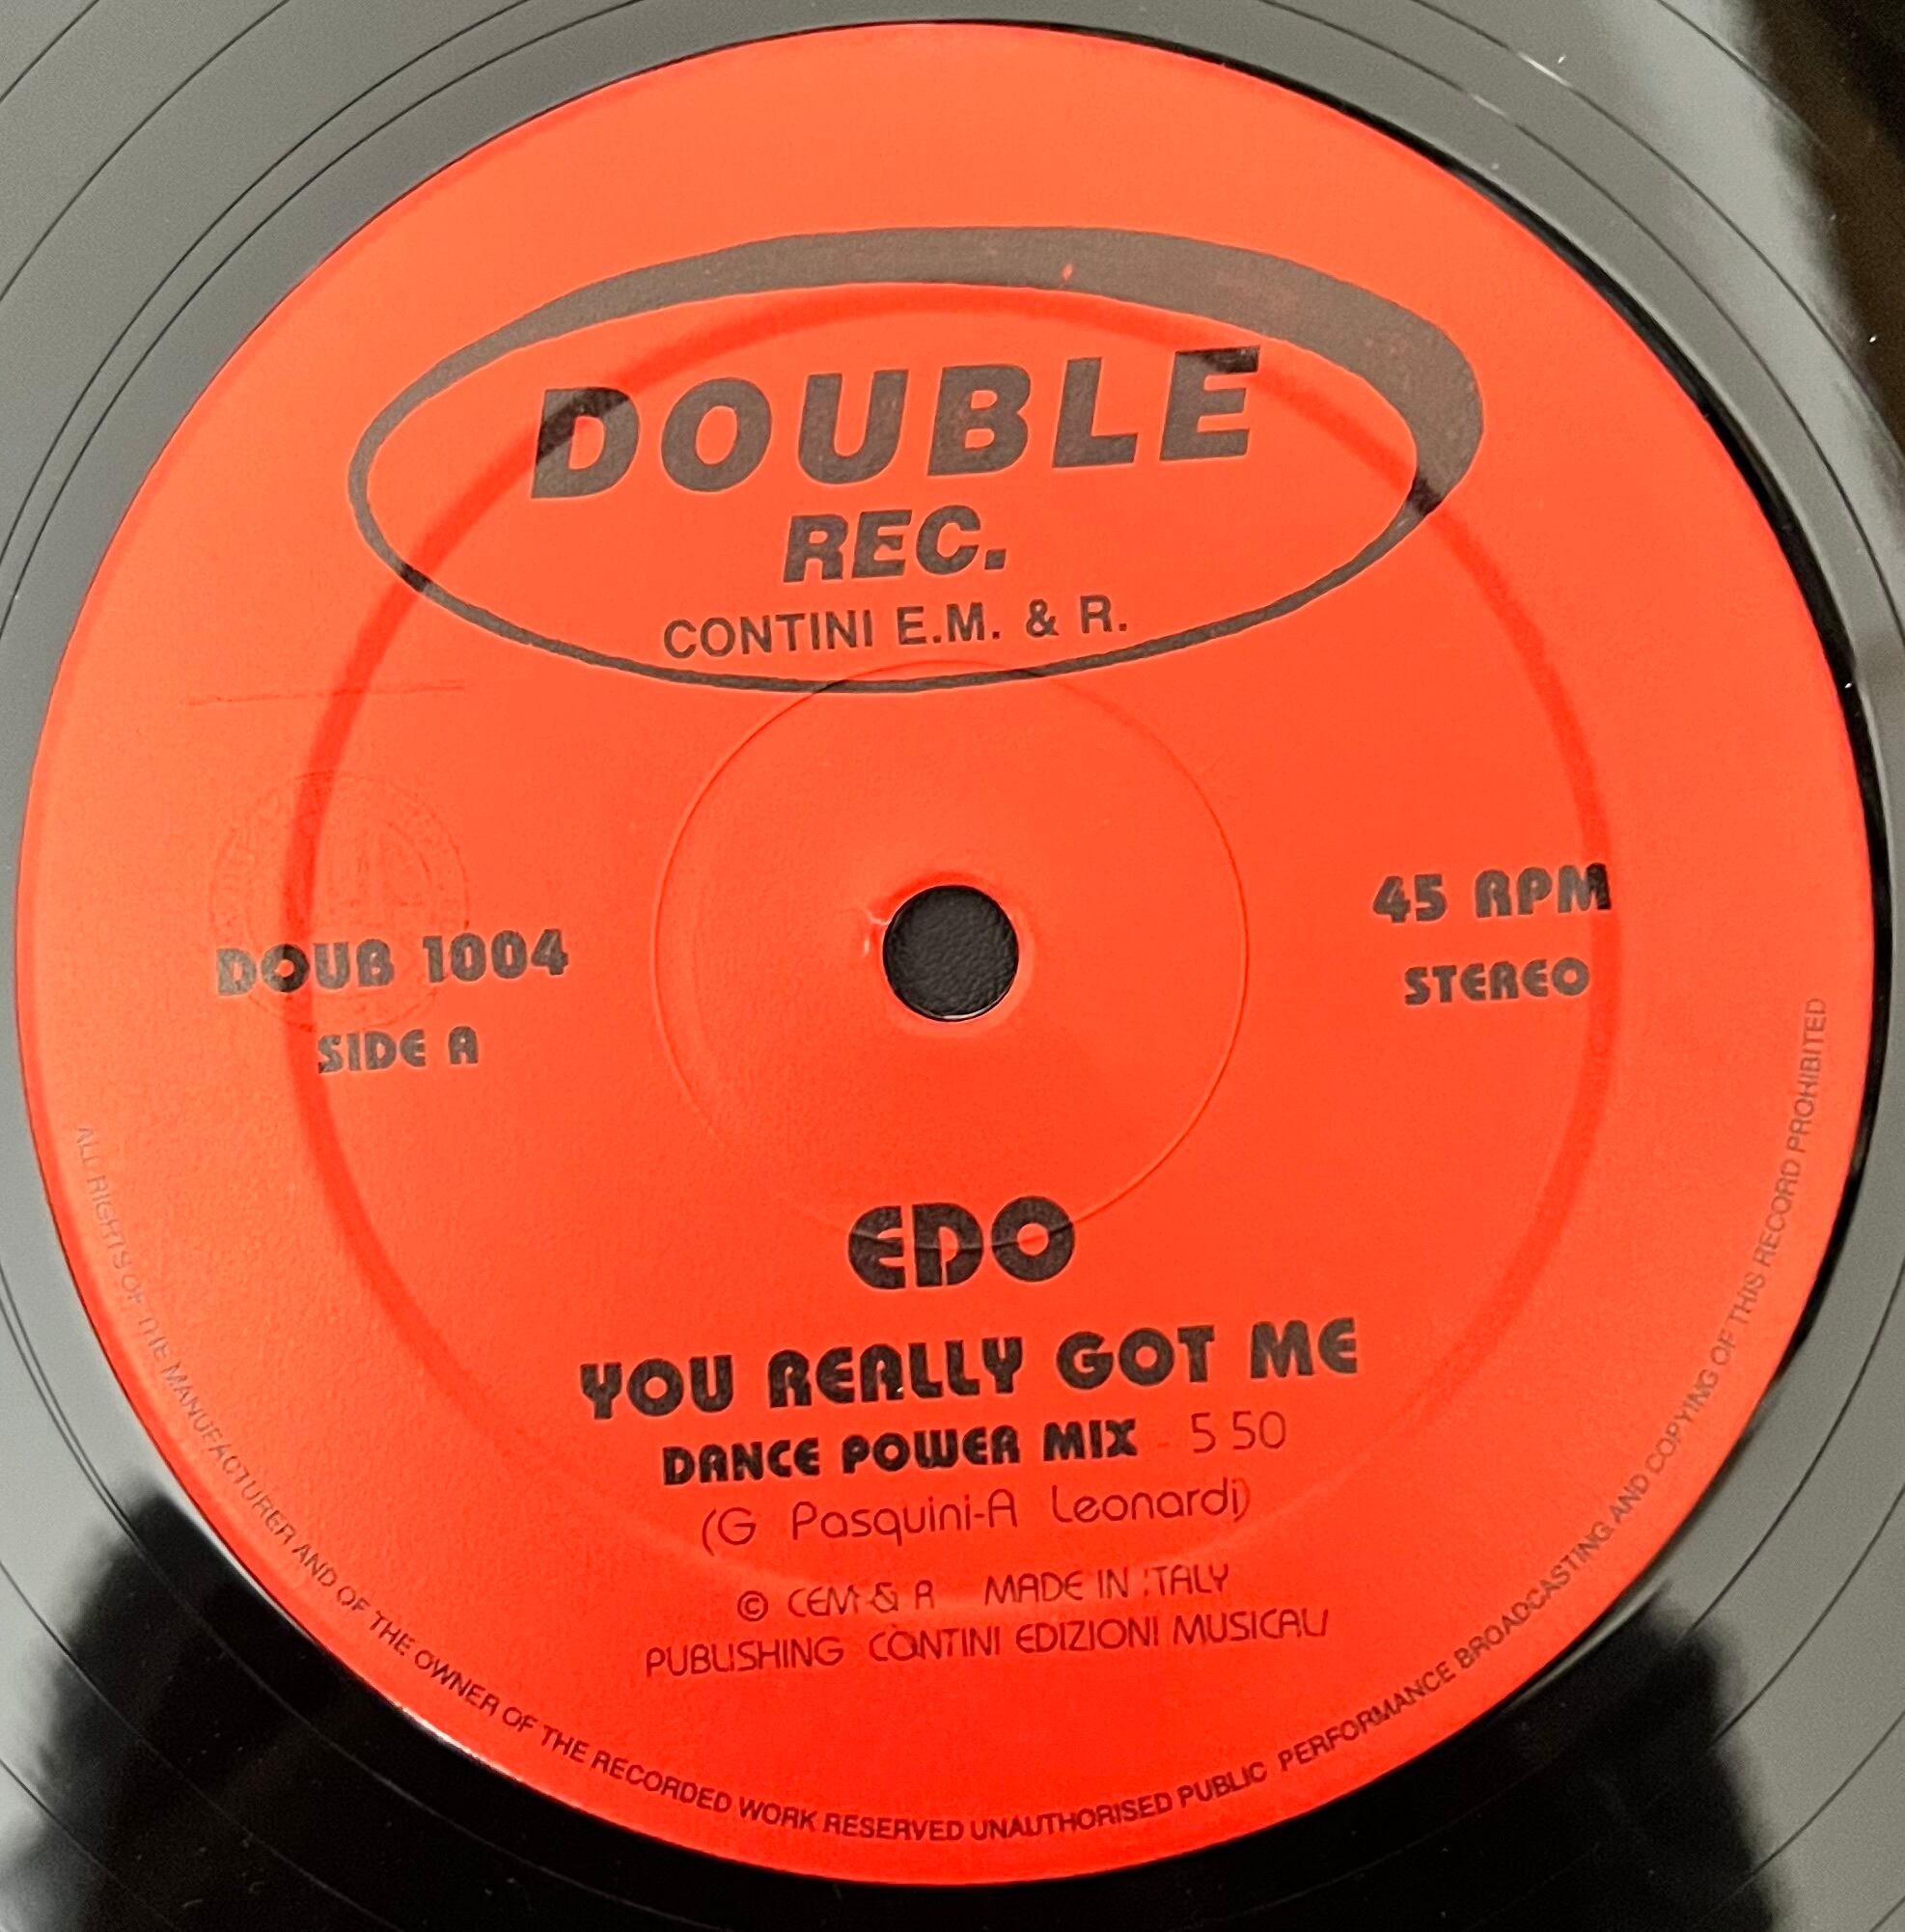 DOUBLE
REC.
CONTINI E.M. & R.
DOUB 1004
SIDE A
45 RPM
STEREO
EDO
YOU REALLY GOT ME
DANCE POWER MIX - 5 50
(G Pasquini-A Leonardi)
© CEM & R MADE IN ITALY
PUBLISHING CONTINI EDIZIONI MUSICALI
ALL RIGHTS OF THE MANUFACTURER AND OF THE OWNER OF THE RECORDED WORK RESERVED UNAUTHORISED PUBLIC PERFORMANCE BROADCASTING AND COPYING OF THIS RECORD PROHIBITED